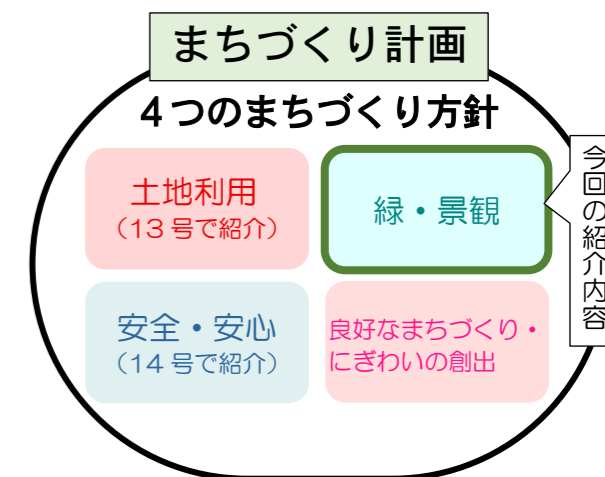 まちづくり計画
4つのまちづくり方針
土地利用
（13号で紹介）
緑・景観
今回の紹介内容
安全・安心
（14号で紹介）
良好なまちづくり・
にぎわいの創出